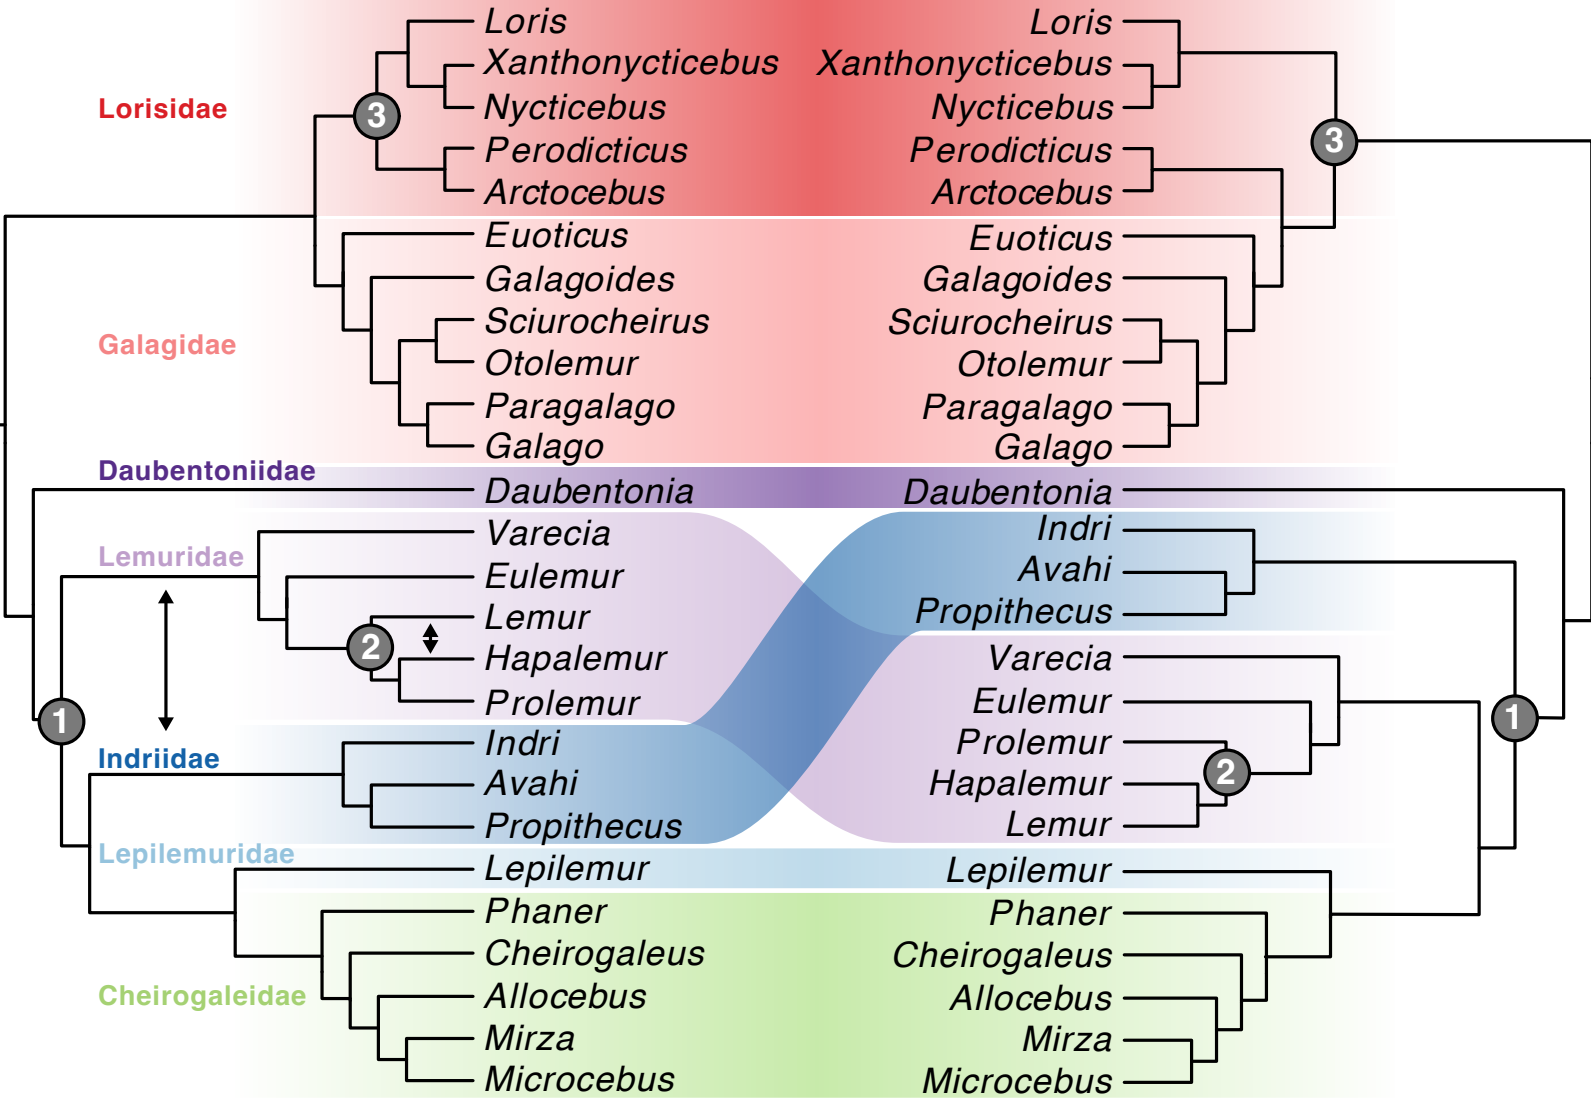 Loris Loris
Xanthonycticebus Xanthonycticebus
Lorisidae Nycticebus Nycticebus
3 3
Perodicticus Perodicticus
Arctocebus Arctocebus
Euoticus Euoticus
Galagoides Galagoides
Sciurocheirus Sciurocheirus
Galagidae
Otolemur Otolemur
Paragalago Paragalago
Galago Galago
Daubentoniidae
Daubentonia Daubentonia
Varecia Indri
Lemuridae
Eulemur Avahi
Lemur Propithecus
2
Hapalemur Varecia
Prolemur Eulemur
1 1
Indri Prolemur
Indriidae
2
Avahi Hapalemur
Propithecus Lemur
Lepilemuridae
Lepilemur Lepilemur
Phaner Phaner
Cheirogaleus Cheirogaleus
Cheirogaleidae Allocebus Allocebus
Mirza Mirza
Microcebus Microcebus